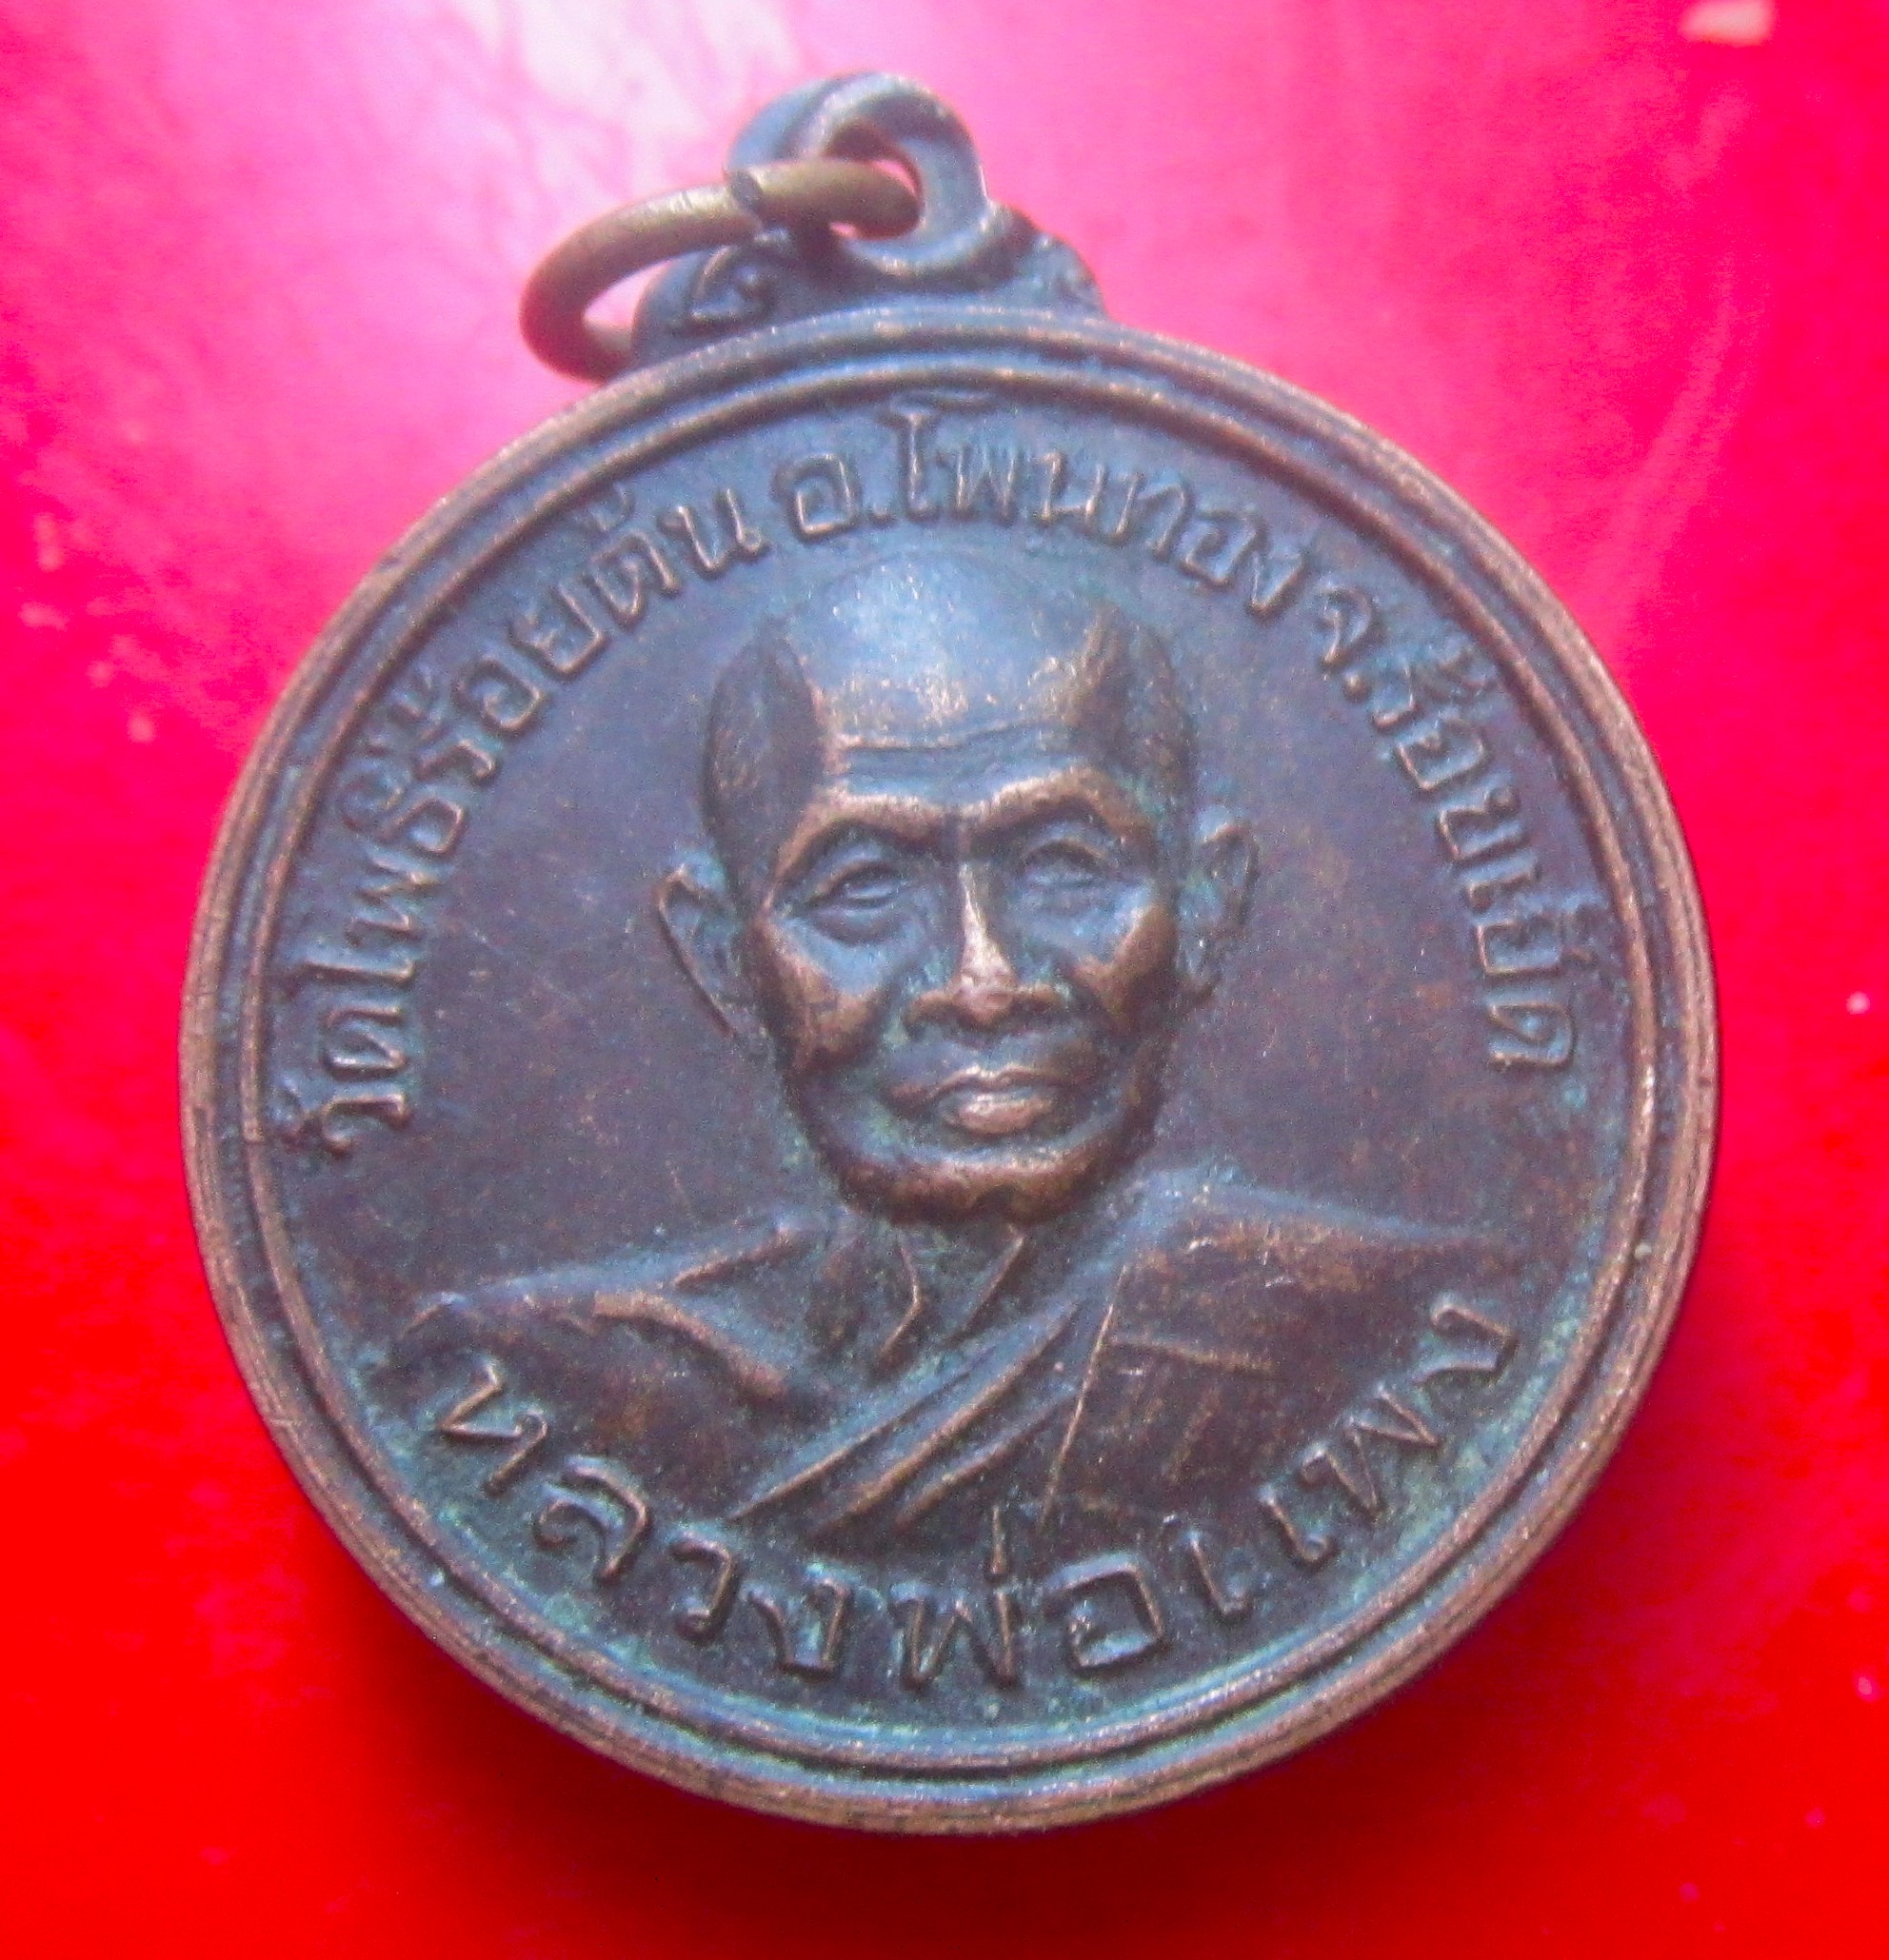 วัดโพธิ์ร้อยต้น อ.โพนทอง จ.ร้อยเอ็ด
หลวงพ่อแพง